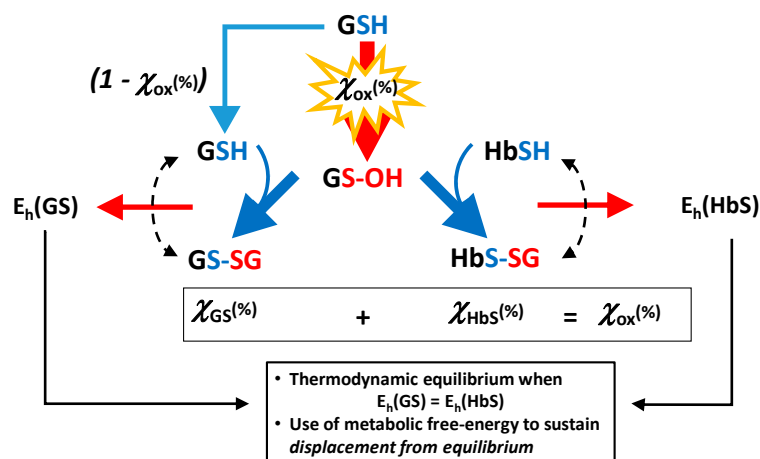 GSH
(1 - χox(%))
χox(%)
GSH
HbSH
GS-OH
Eh(GS)
Eh(HbS)
GS-SG
HbS-SG
χGS(%) + χHbS(%) = χox(%)
• Thermodynamic equilibrium when
Eh(GS) = Eh(HbS)
• Use of metabolic free-energy to sustain
displacement from equilibrium